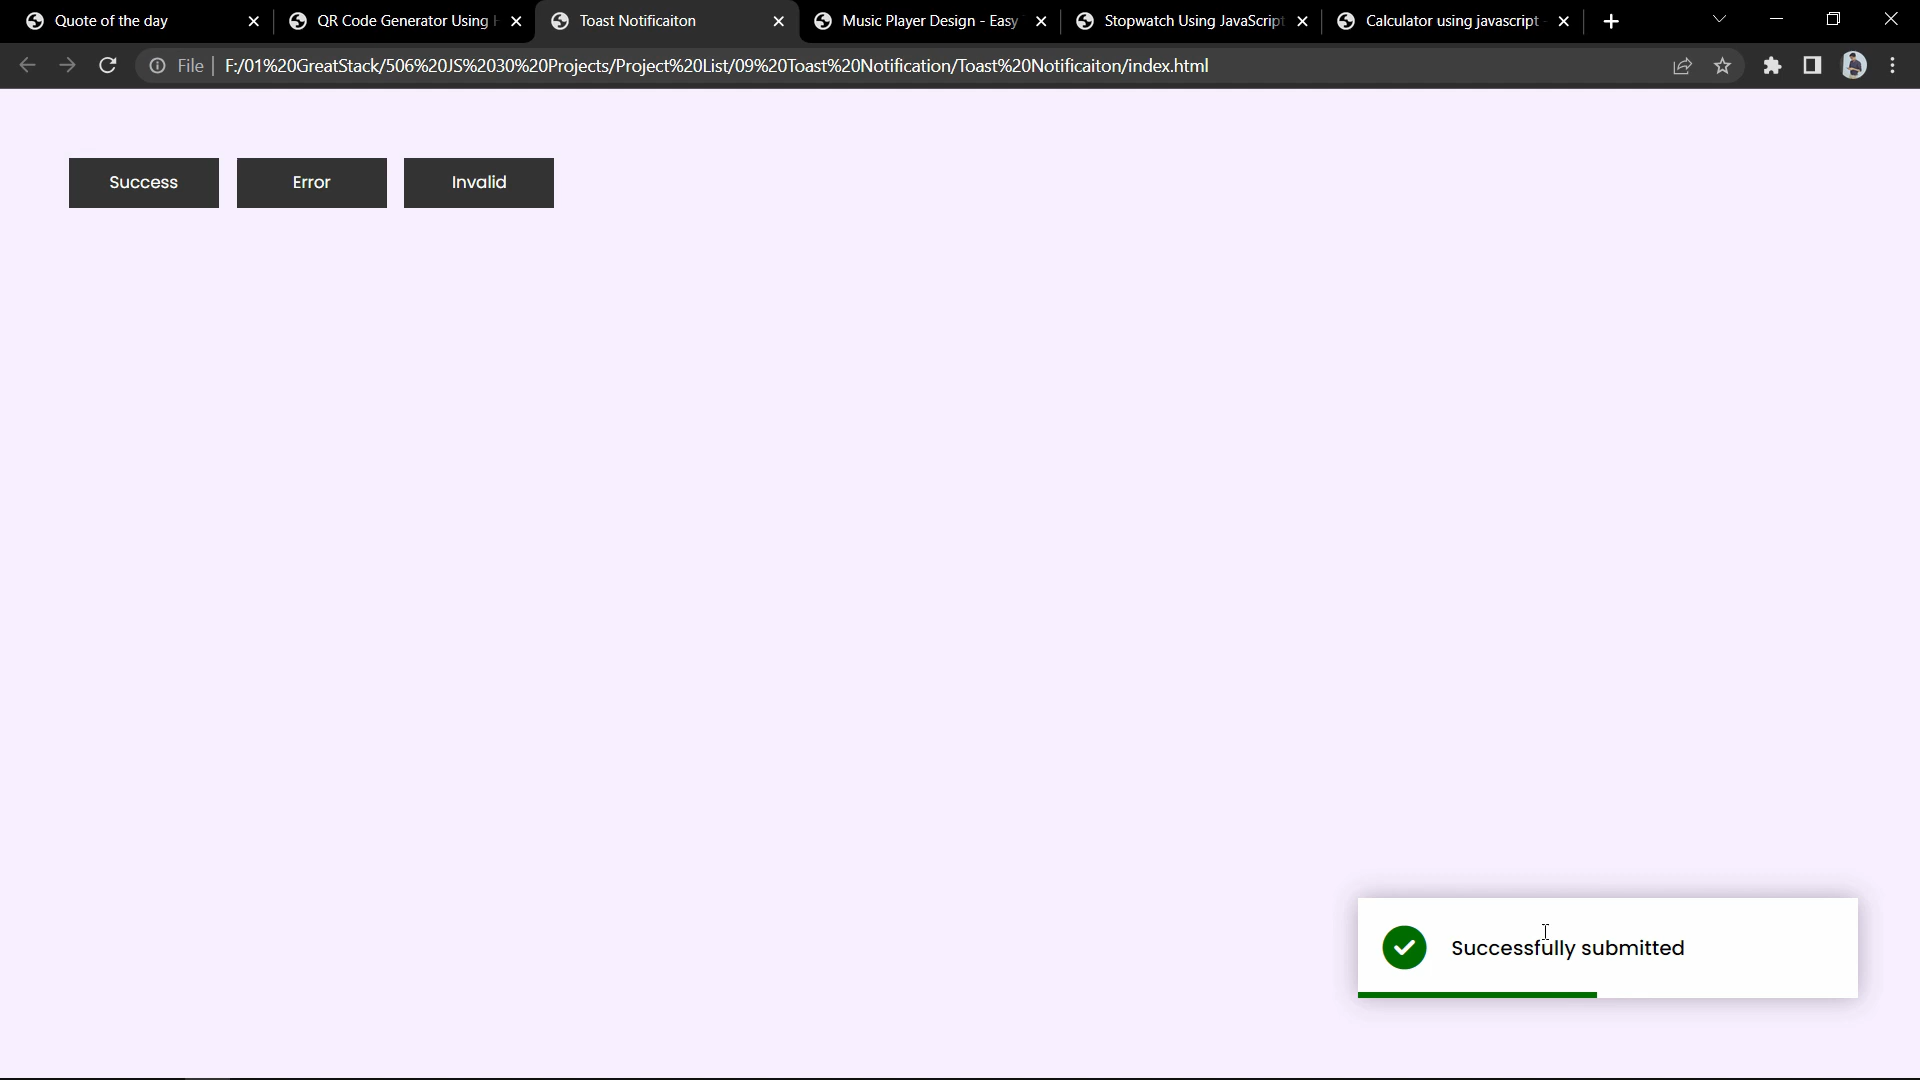 Quote of the day
QR Code Generator Using
Toast Notificaiton
Music Player Design - Easy
Stopwatch Using JavaScript
Calculator using javascript -
File
F:/01%20GreatStack/506%20JS%2030%20Projects/Project%20List/09%20Toast%20Notification/Toast%20Notificaiton/index.html
Success
Error
Invalid
Successfully submitted